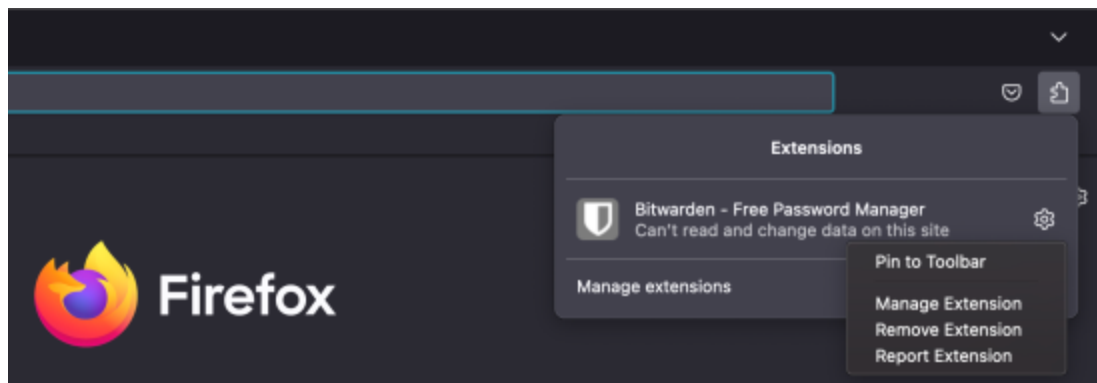 Extensions
Bitwarden - Free Password Manager
Can't read and change data on this site
Pin to Toolbar
Manage extensions
Manage Extension
Remove Extension
Report Extension
Firefox